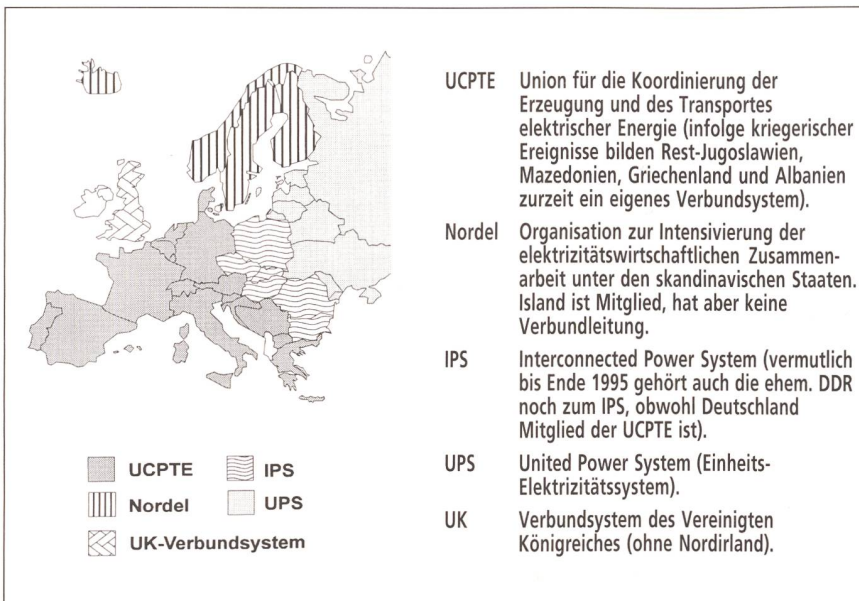 UCPTE Union für die Koordinierung der
Erzeugung und des Transportes
elektrischer Energie (infolge kriegerischer
Ereignisse bilden Rest-Jugoslawien,
Mazedonien, Griechenland und Albanien
zurzeit ein eigenes Verbundsystem).
Nordel Organisation zur Intensivierung der
elektrizitätswirtschaftlichen Zusammen-
arbeit unter den skandinavischen Staaten.
Island ist Mitglied, hat aber keine
Verbundleitung.
IPS Interconnected Power System (vermutlich
bis Ende 1995 gehört auch die ehem. DDR
noch zum IPS, obwohl Deutschland
Mitglied der UCPTE ist).
UPS United Power System (Einheits-
Elektrizitätssystem).
UK Verbundsystem des Vereinigten
Königreiches (ohne Nordirland).
UCPTE IPS
Nordel UPS
UK-Verbundsystem